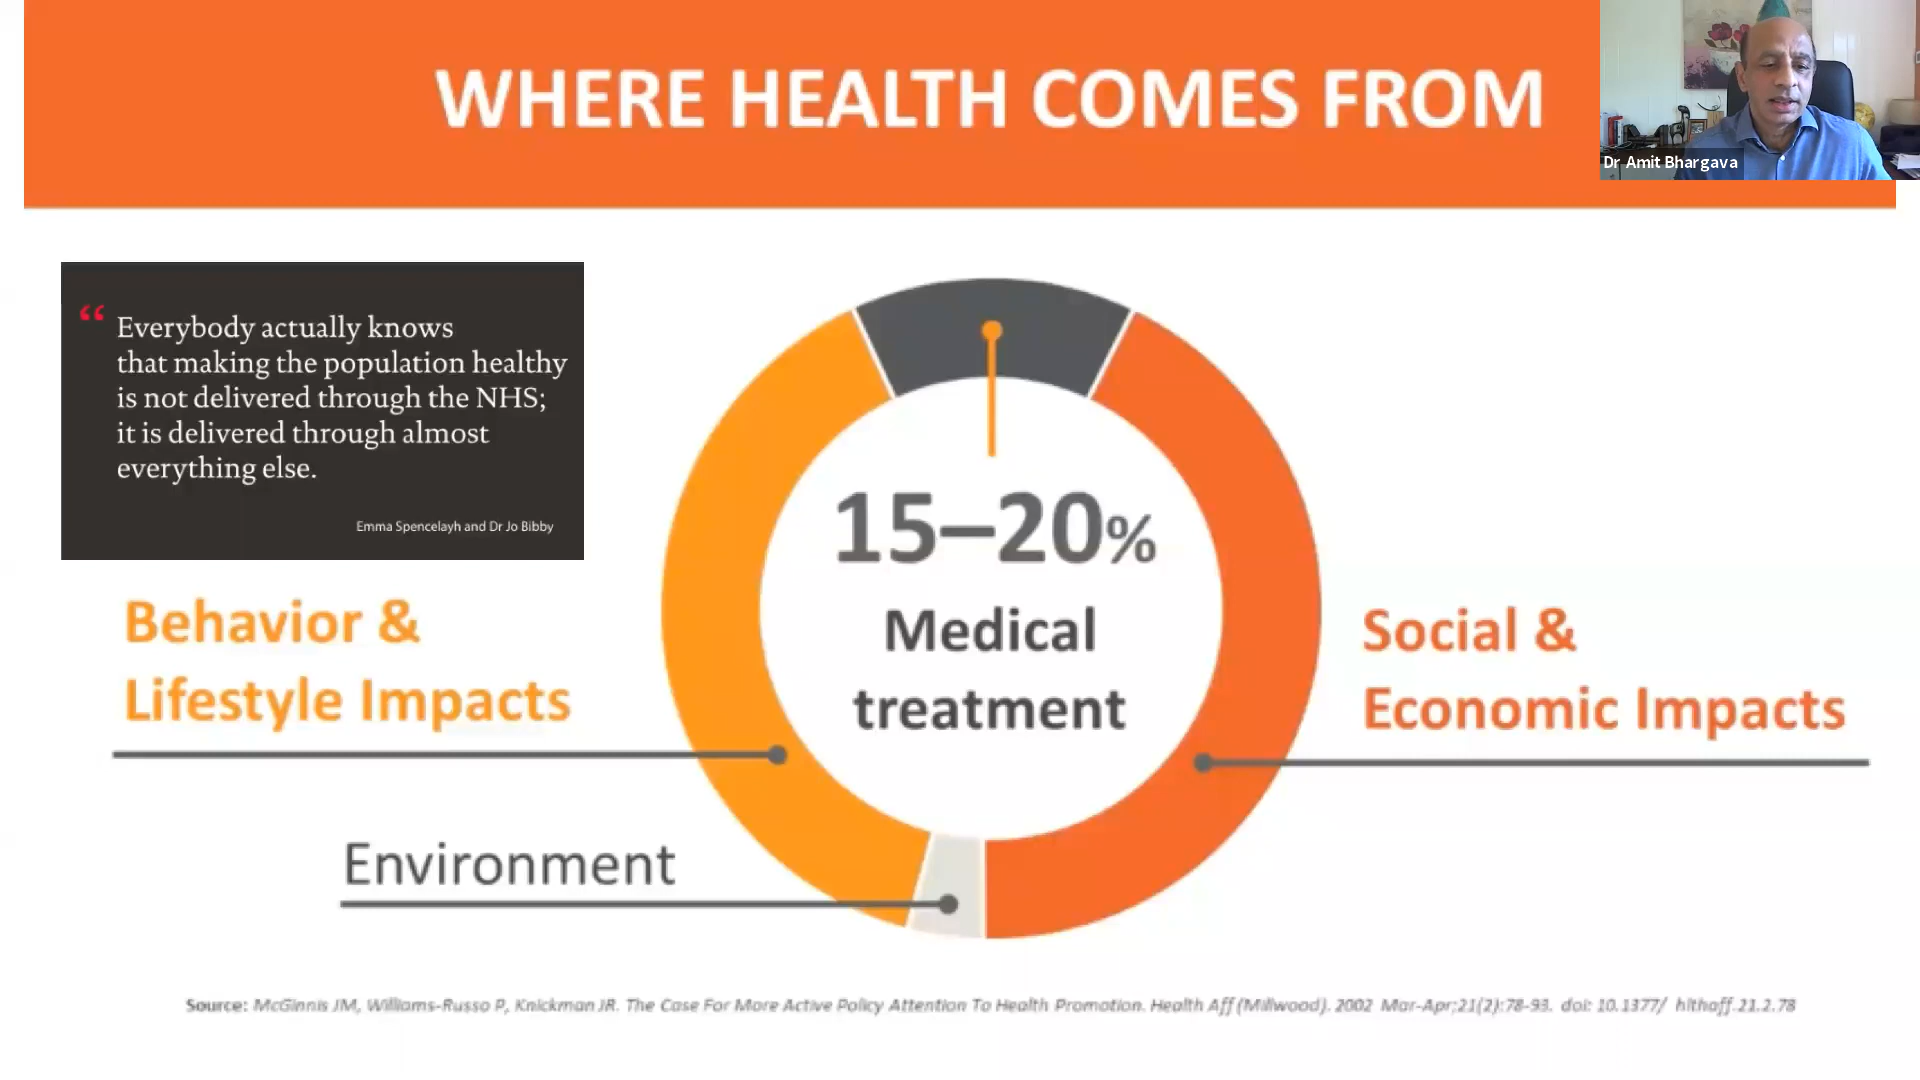 WHERE HEALTH COMES FROM
Dr Amit Bhargava
“ Everybody actually knows
that making the population healthy
is not delivered through the NHS;
it is delivered through almost
everything else.
Emma Spencelayh and Dr Jo Bibby
15–20%
Medical
treatment
Behavior &
Lifestyle Impacts
Social &
Economic Impacts
Environment
Source: McGinnis JM, Williams-Russo P, Knickman JR. The Case For More Active Policy Attention To Health Promotion. Health Aff (Millwood). 2002 Mar-Apr;21(2):78-93. doi: 10.1377/ hlthaff.21.2.78